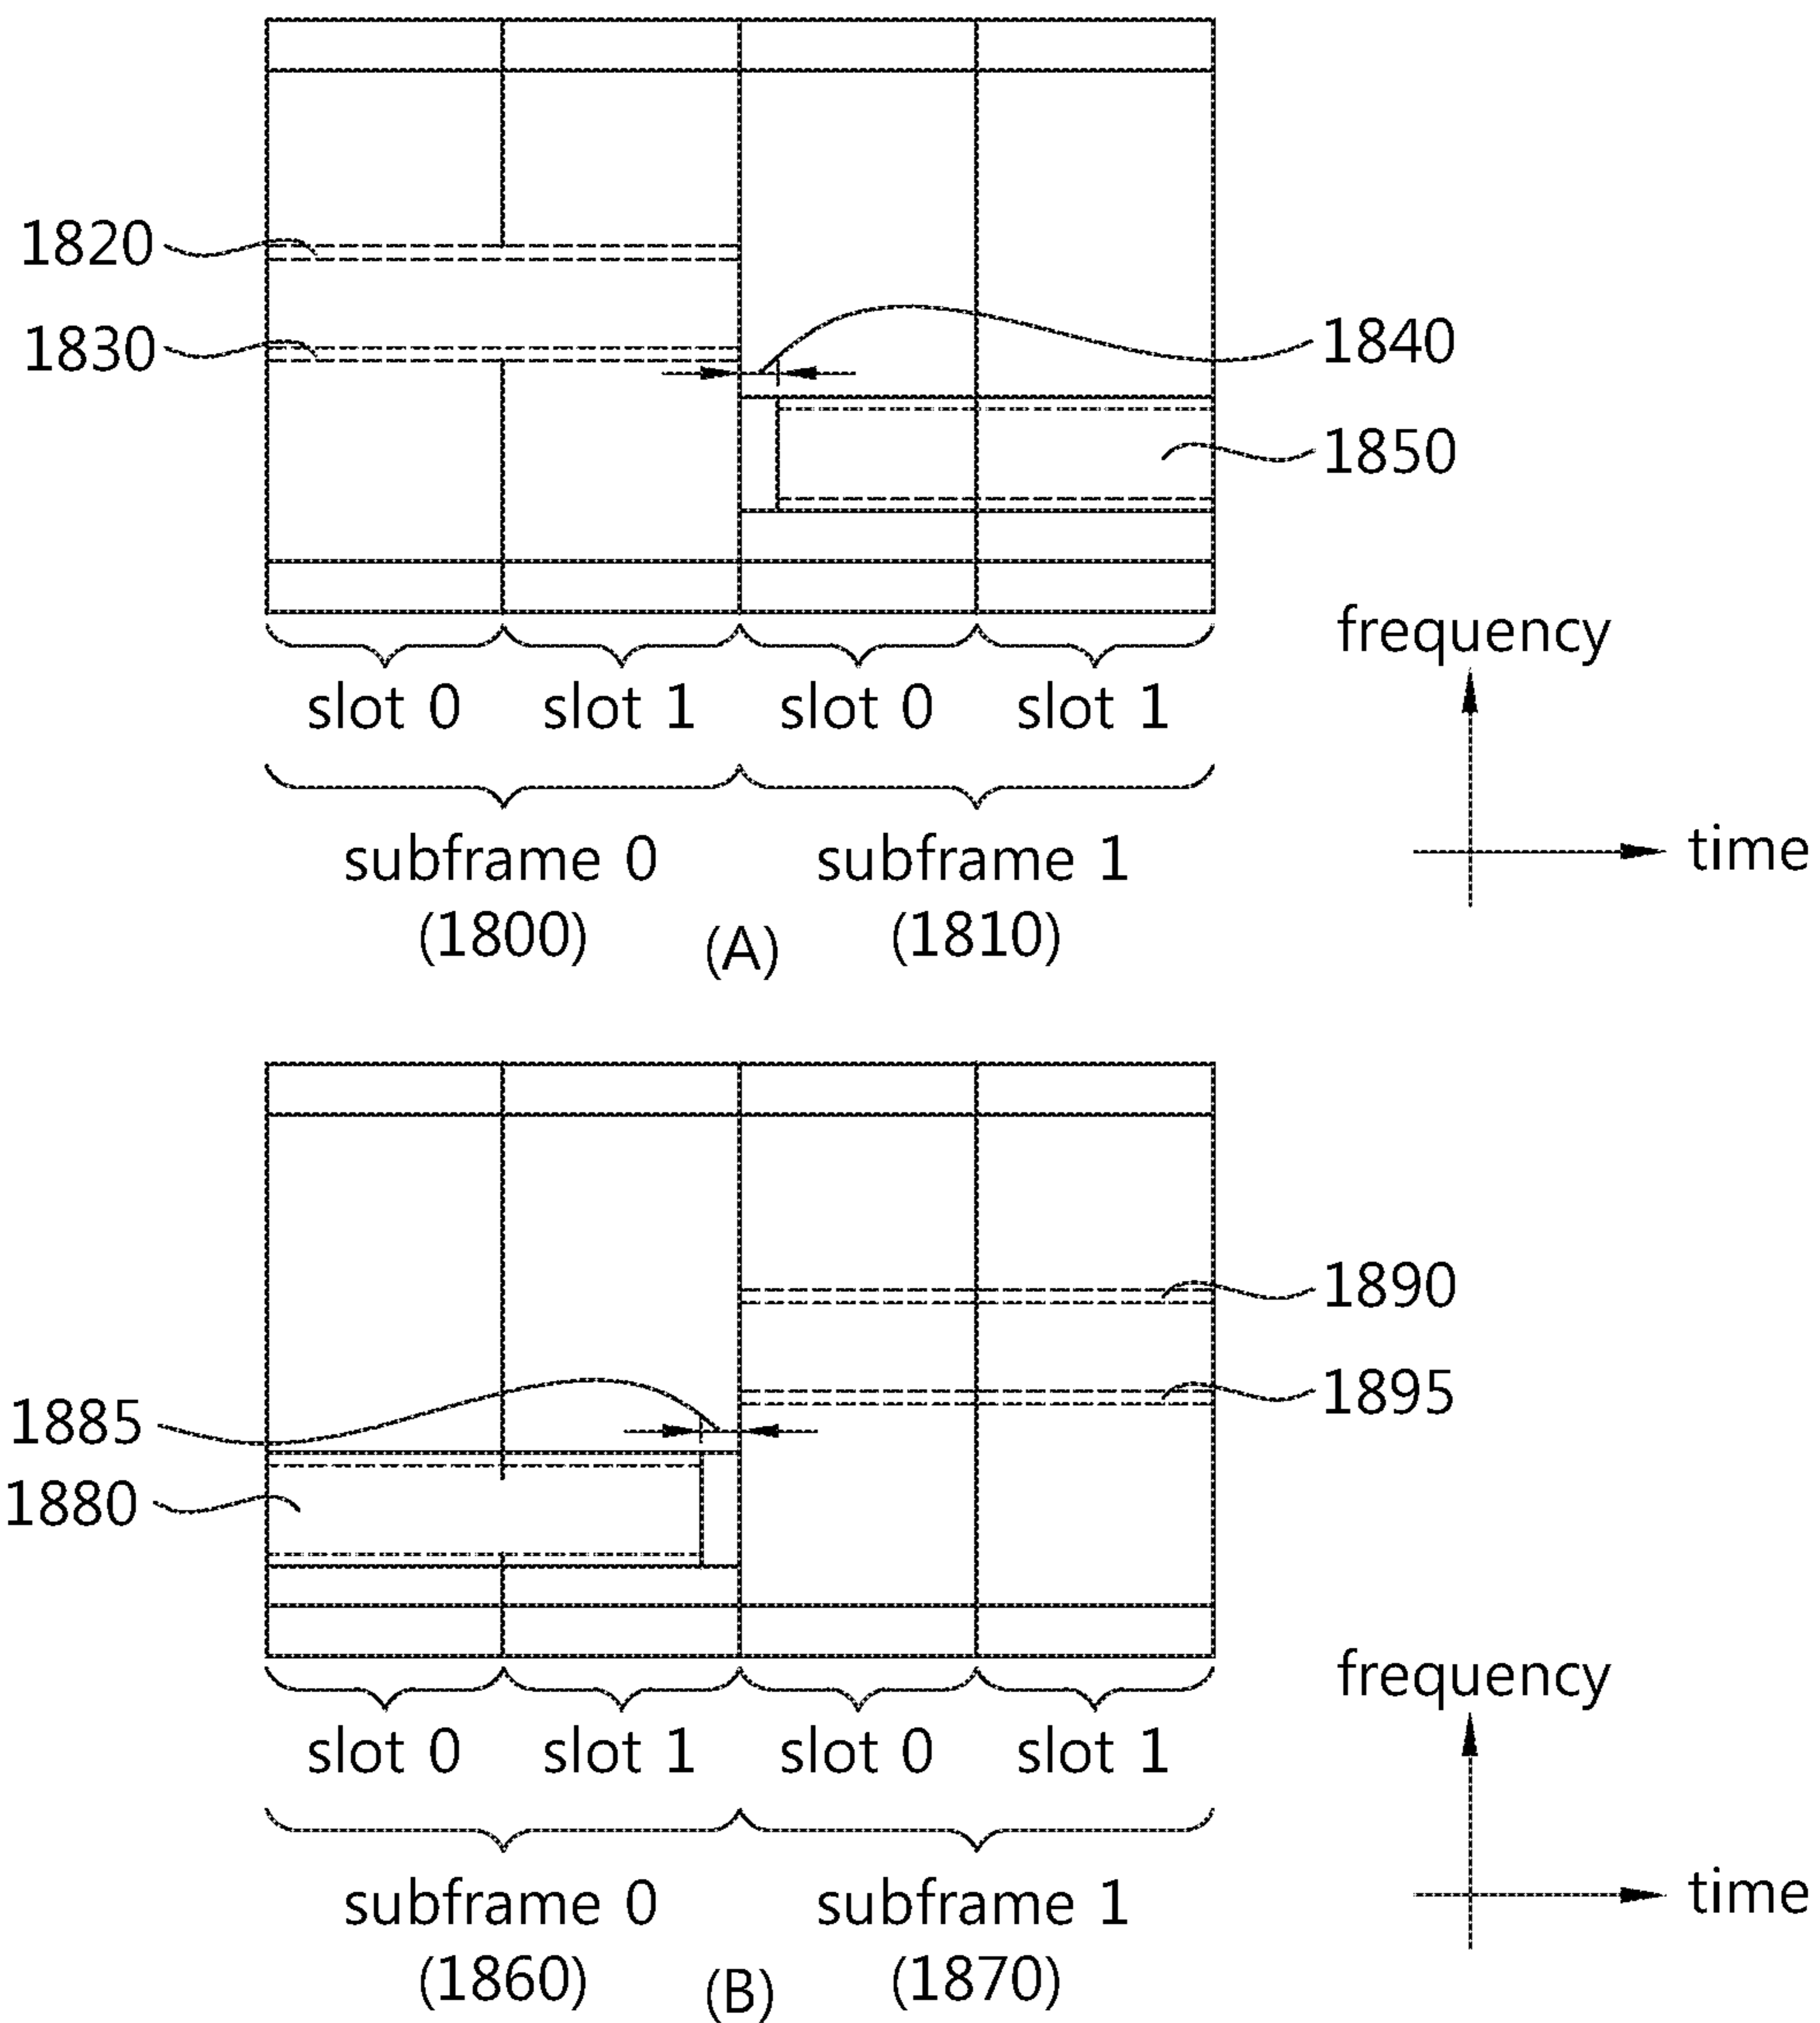 1820
1830
1840
1850
slot 0 slot 1 slot 0 slot 1
frequency
time
subframe 0 subframe 1
(1800) (A) (1810)
1890
1895
1885
1880
slot 0 slot 1 slot 0 slot 1
frequency
time
subframe 0 subframe 1
(1860) (B) (1870)